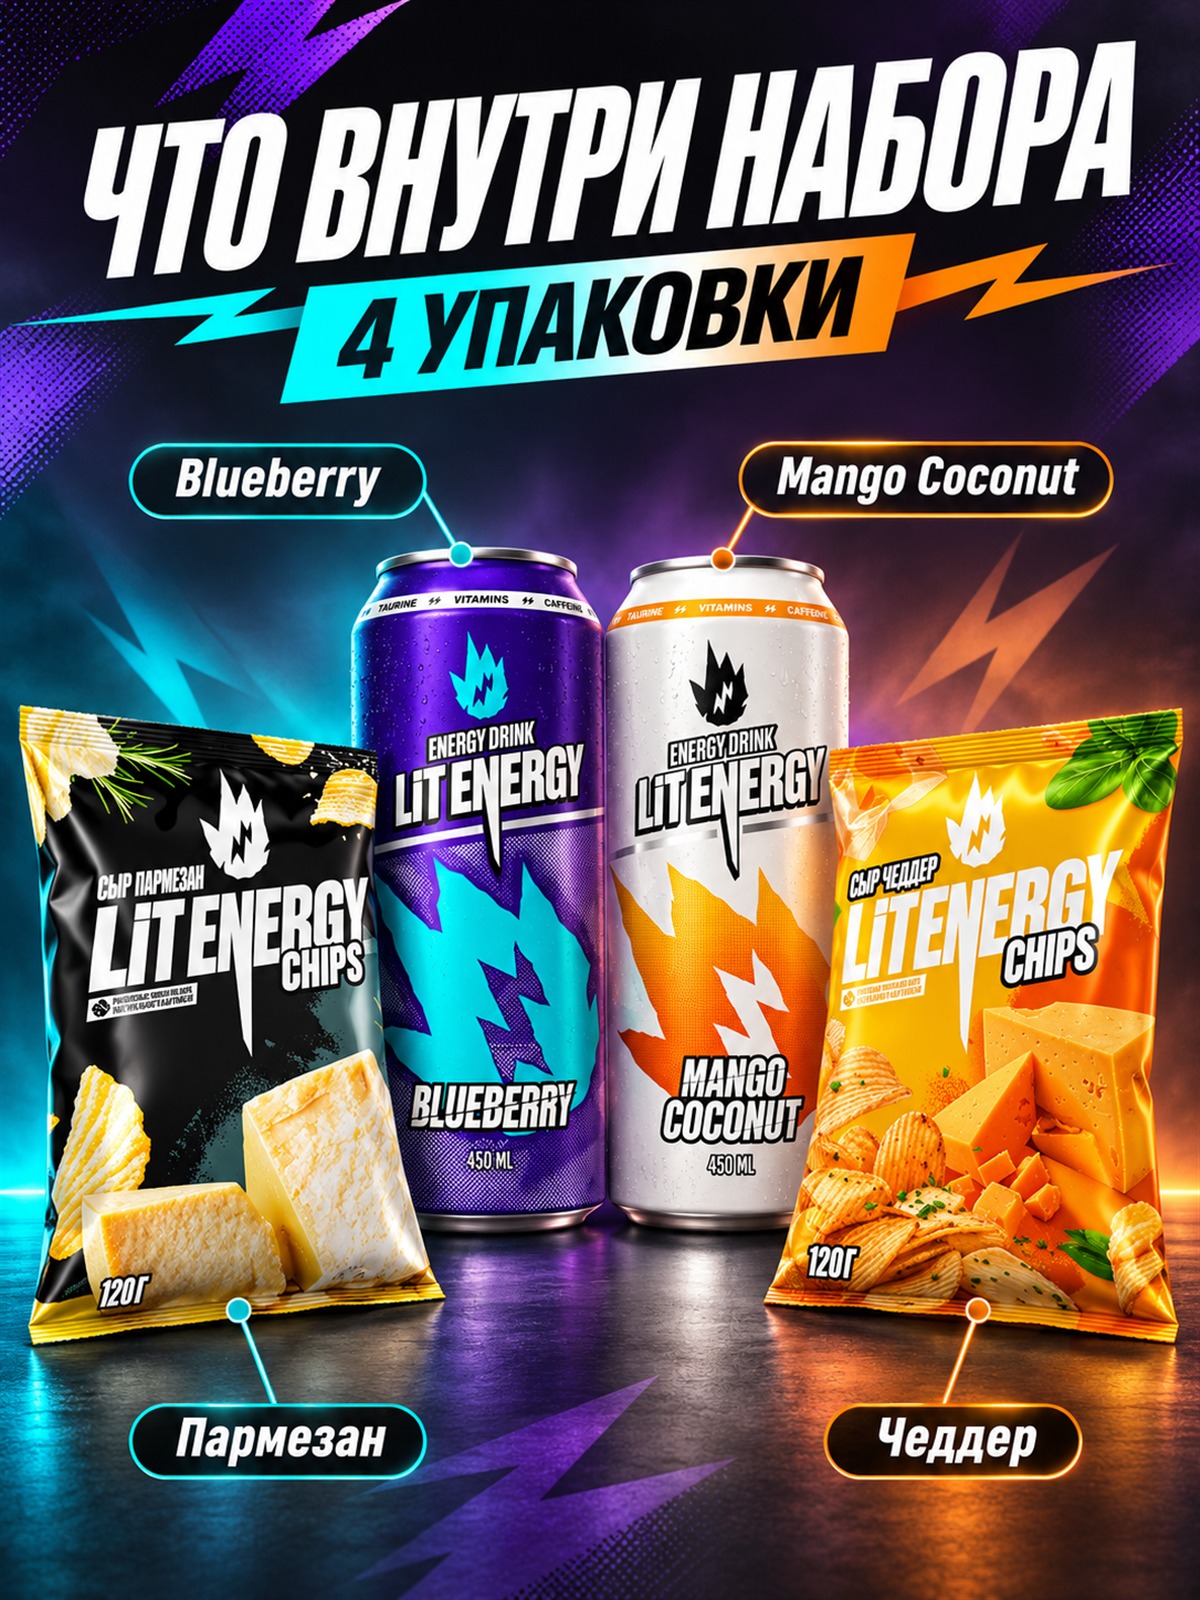 ЧТО ВНУТРИ НАБОРА
4 УПАКОВКИ
Blueberry
Mango Coconut
TAURINE VITAMINS CAFFEINE
TAURINE VITAMINS CAFFEINE
ENERGY DRINK
LIT ENERGY
BLUEBERRY
450 ML
ENERGY DRINK
LIT ENERGY
MANGO
COCONUT
450 ML
СЫР ПАРМЕЗАН
LIT ENERGY
CHIPS
120Г
СЫР ЧЕДДЕР
LIT ENERGY
CHIPS
120Г
Пармезан
Чеддер